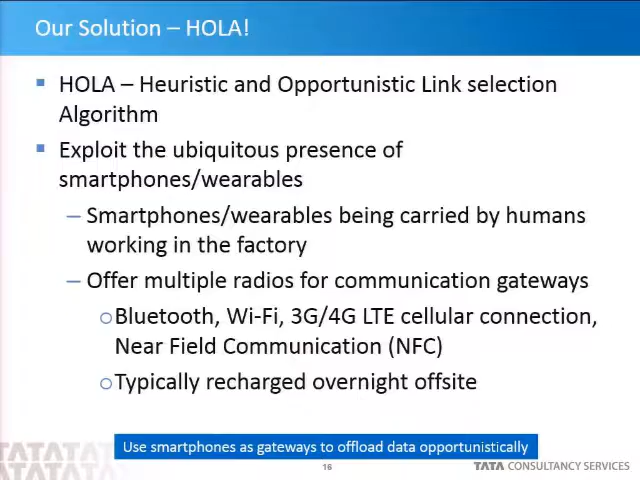 Our Solution – HOLA!
HOLA – Heuristic and Opportunistic Link selection
Algorithm
Exploit the ubiquitous presence of
smartphones/wearables
– Smartphones/wearables being carried by humans
working in the factory
– Offer multiple radios for communication gateways
Bluetooth, Wi-Fi, 3G/4G LTE cellular connection,
Near Field Communication (NFC)
Typically recharged overnight offsite
Use smartphones as gateways to offload data opportunistically
TATATATAT
ATATATAT
16
TATA CONSULTANCY SERVICES